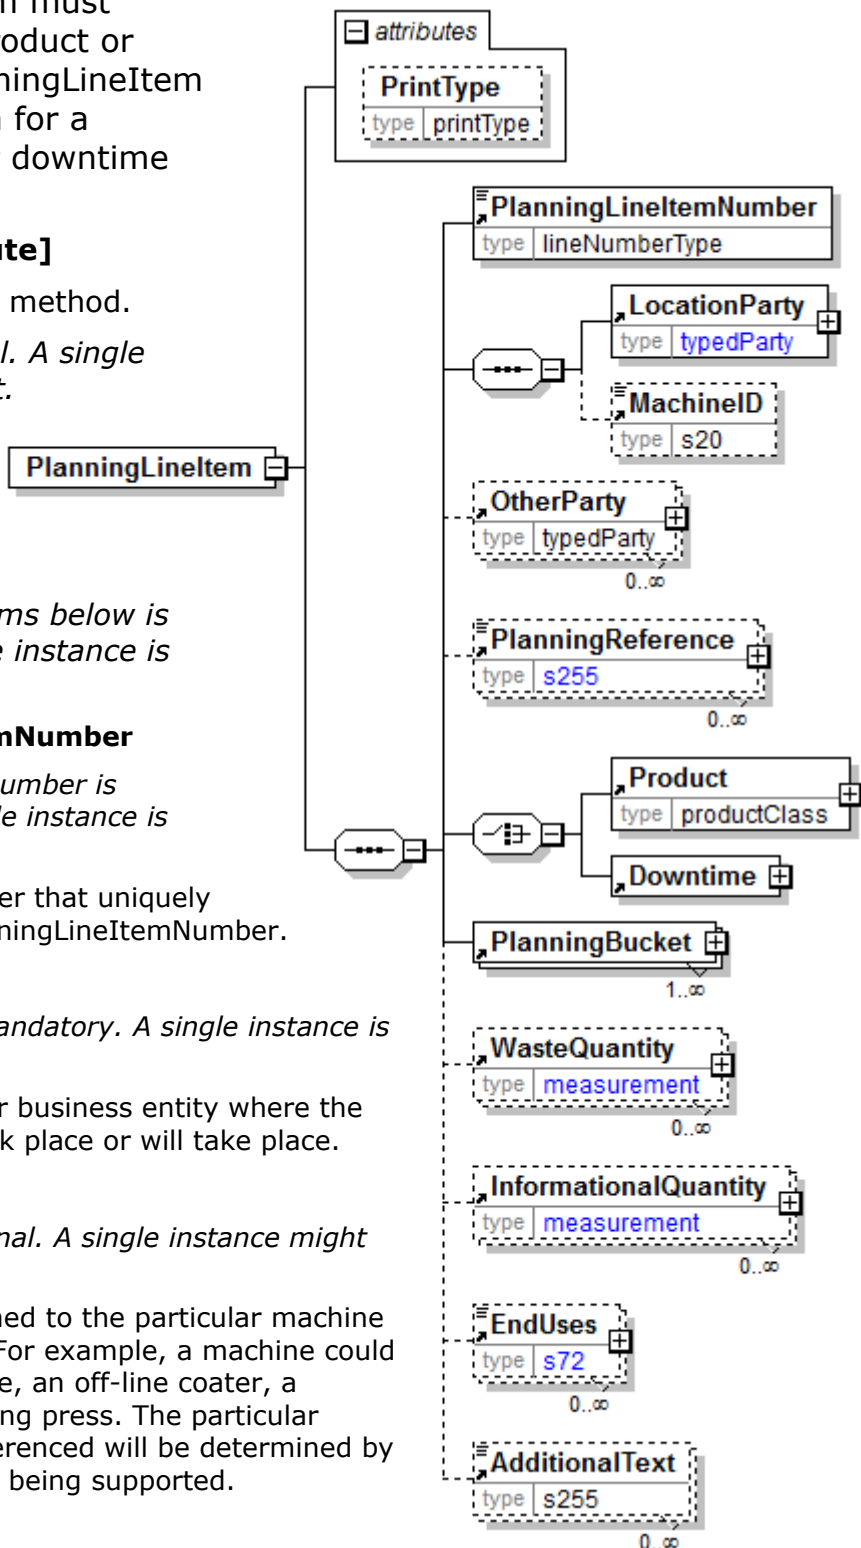 must
roduct or
ningLineItem
for a
downtime
ute]
method.
l. A single
t.
ms below is
e instance is
mNumber
umber is
le instance is
er that uniquely
nningLineItemNumber.
andatory. A single instance is
r business entity where the
k place or will take place.
nal. A single instance might
ned to the particular machine
For example, a machine could
e, an off-line coater, a
ng press. The particular
erenced will be determined by
being supported.
attributes
PrintType
type printType
PlanningLineItemNumber
type lineNumberType
LocationParty
type typedParty
MachineID
type s20
PlanningLineItem
OtherParty
type typedParty
0..∞
PlanningReference
type s255
0..∞
Product
type productClass
Downtime
PlanningBucket
1..∞
WasteQuantity
type measurement
0..∞
InformationalQuantity
type measurement
0..∞
EndUses
type s72
0..∞
AdditionalText
type s255
0..∞